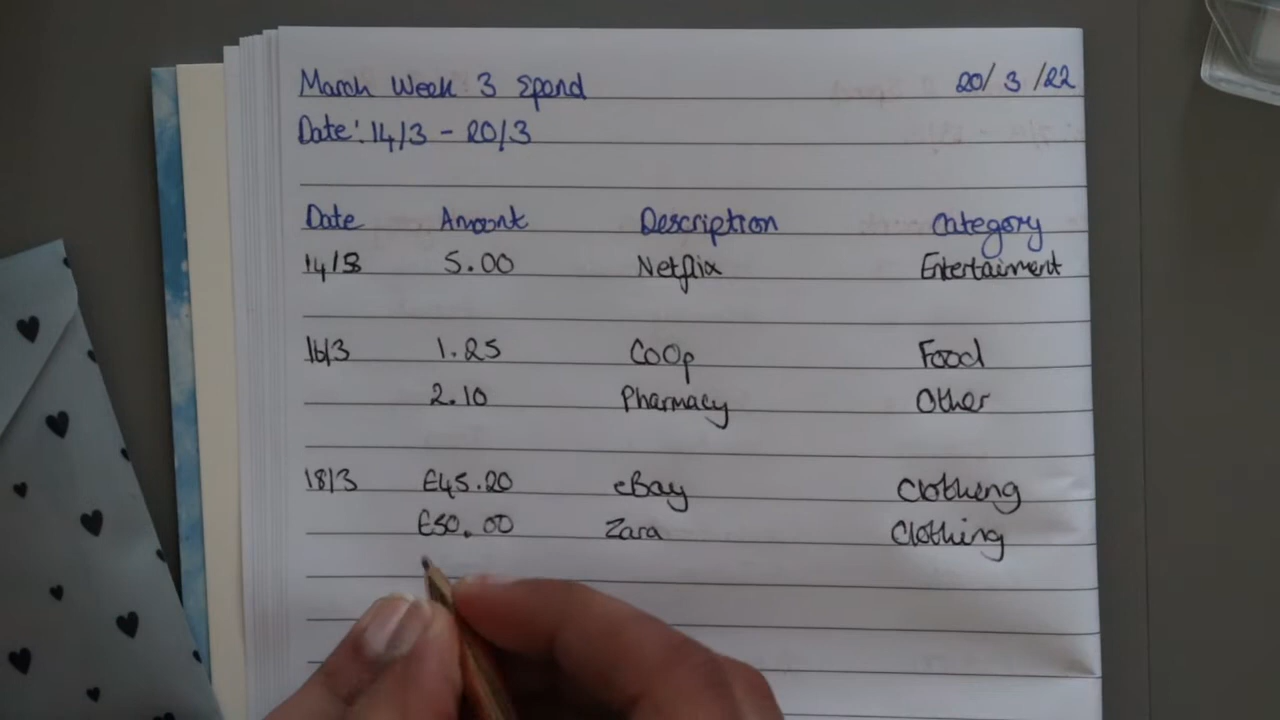 March Week 3 Spend 20/3/22
Date: 14/3 - 20/3
Date Amount Description Category
14/3 5.00 Netflix Entertaiment
16/3 1.25 CoOp Food
2.10 Pharmacy Other
18/3 £45.20 eBay Clothing
£50.00 Zara Clothing